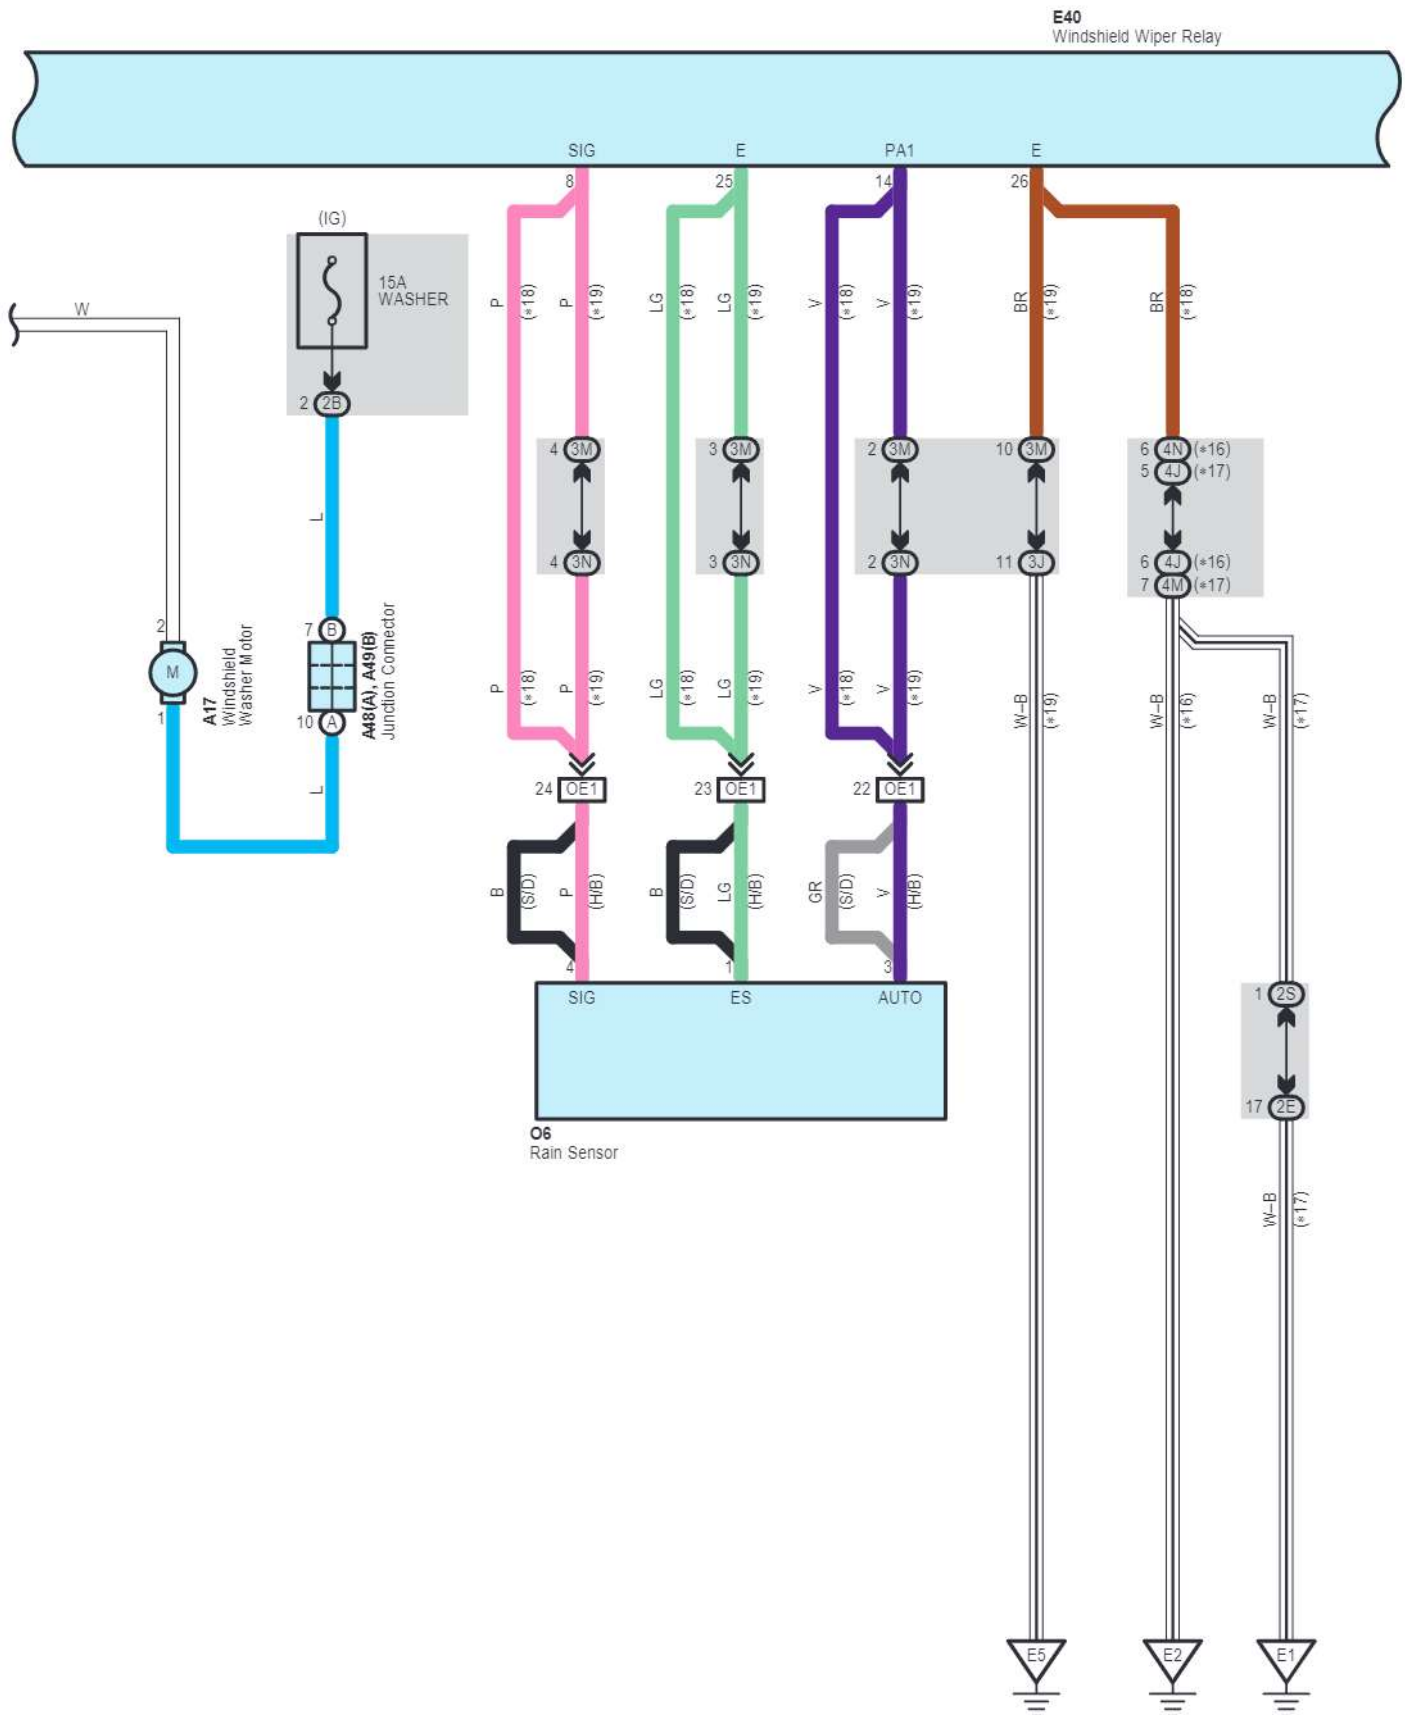 E40
Windshield Wiper Relay
SIG E PA1 E
8 25 14 26
(IG)
15A
WASHER
W
P (*18) P (*19) LG (*18) LG (*19) V (*18) V (*19) BR (*19) BR (*18)
2 2B
4 3M 3 3M 2 3M 10 3M 6 4N (*16)
5 4J (*17)
L
4 3N 3 3N 2 3N 11 3J 6 4J (*16)
7 4M (*17)
2
7 B
M
A17
Windshield
Washer Motor
A48(A), A49(B)
Junction Connector
1
10 A
P (*18) P (*19) LG (*18) LG (*19) V (*18) V (*19) W-B (*19) W-B (*16) W-B (*17)
L
24 OE1 23 OE1 22 OE1
B (S/D) P (H/B) B (S/D) LG (H/B) GR (S/D) V (H/B)
4 1 3
SIG ES AUTO
1 2S
17 2E
O6
Rain Sensor
W-B (*17)
E5 E2 E1